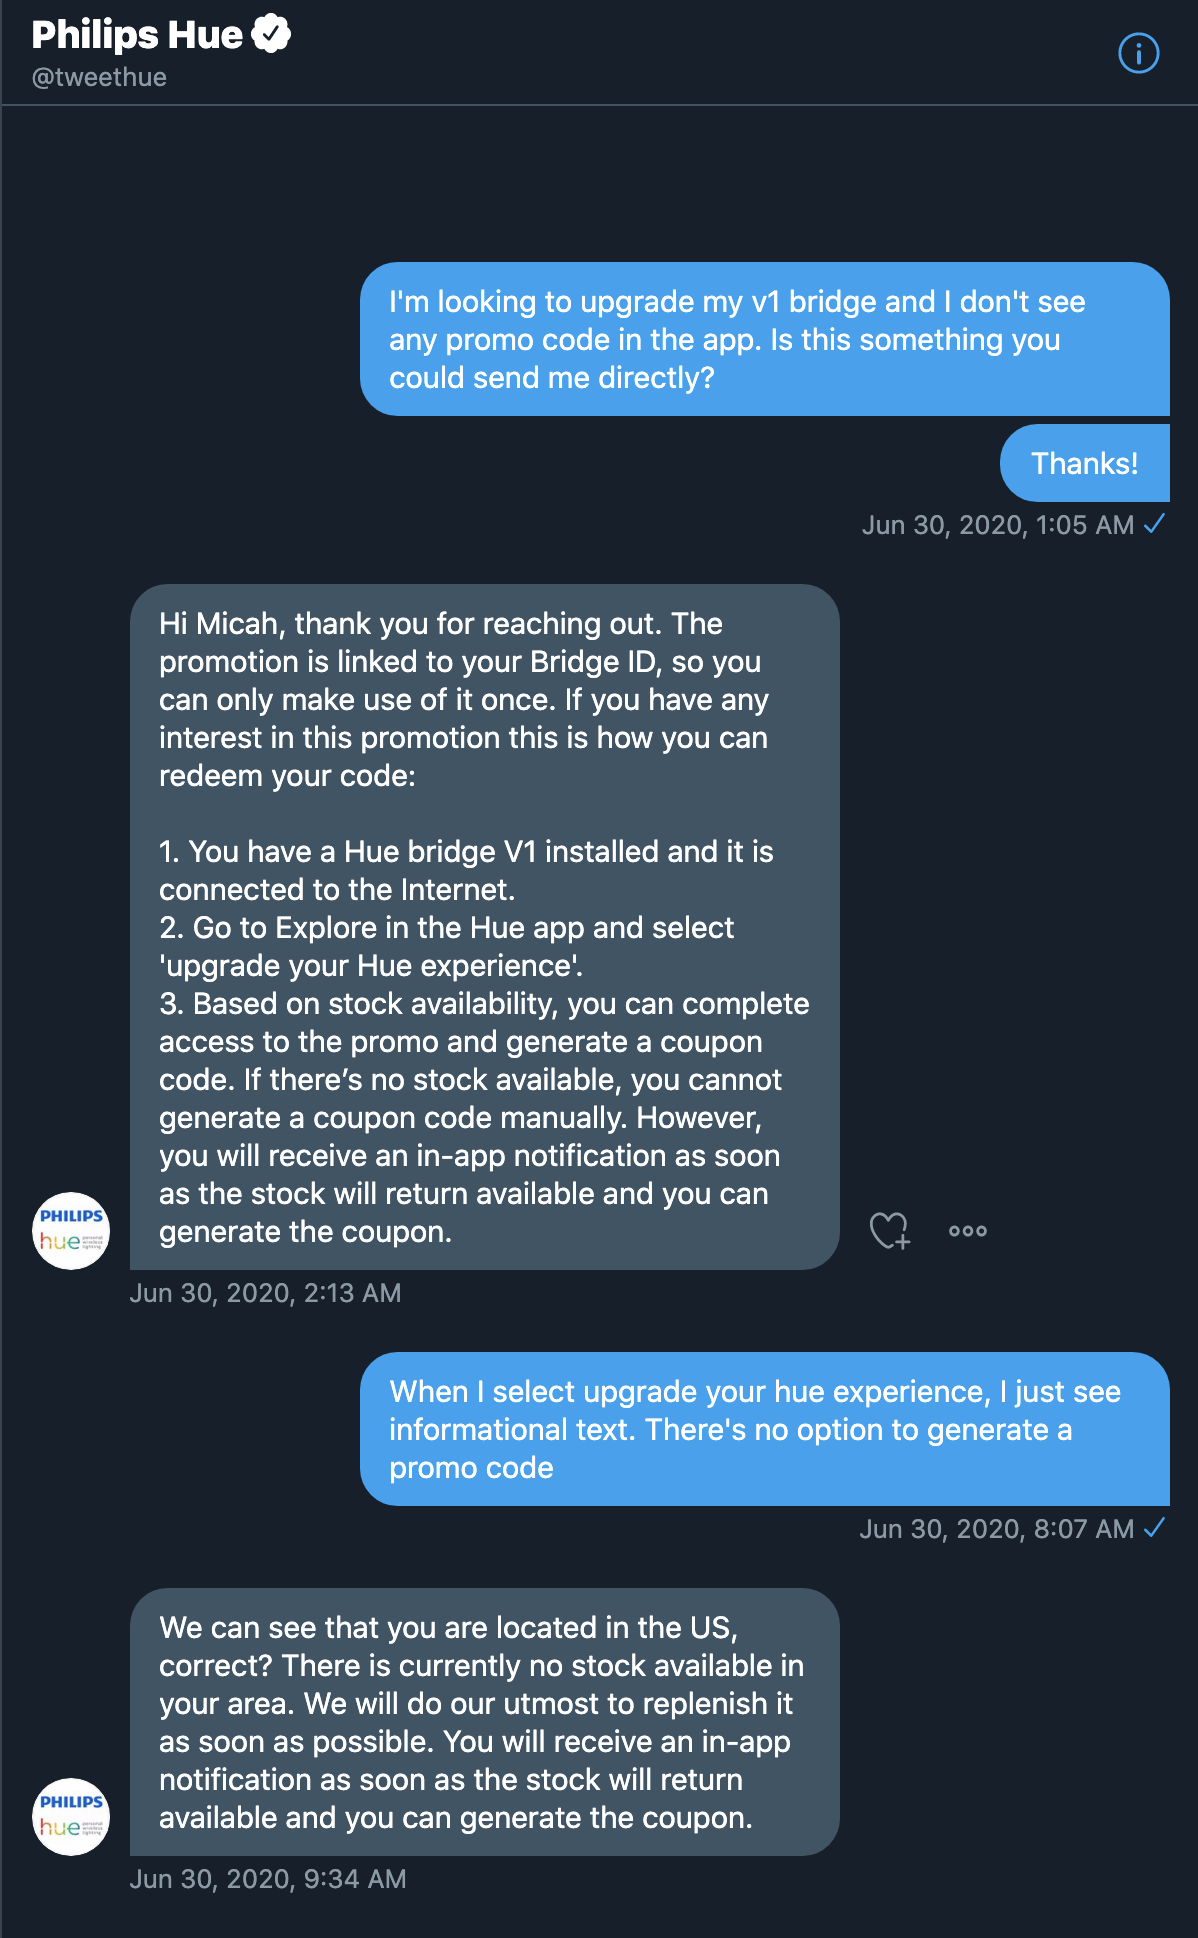 Philips Hue
@tweethue
I'm looking to upgrade my v1 bridge and I don't see
any promo code in the app. Is this something you
could send me directly?
Thanks!
Jun 30, 2020, 1:05 AM
Hi Micah, thank you for reaching out. The
promotion is linked to your Bridge ID, so you
can only make use of it once. If you have any
interest in this promotion this is how you can
redeem your code:
1. You have a Hue bridge V1 installed and it is
connected to the Internet.
2. Go to Explore in the Hue app and select
'upgrade your Hue experience'.
3. Based on stock availability, you can complete
access to the promo and generate a coupon
code. If there’s no stock available, you cannot
generate a coupon code manually. However,
you will receive an in-app notification as soon
as the stock will return available and you can
generate the coupon.
PHILIPS
hue personal wireless lighting
Jun 30, 2020, 2:13 AM
When I select upgrade your hue experience, I just see
informational text. There's no option to generate a
promo code
Jun 30, 2020, 8:07 AM
We can see that you are located in the US,
correct? There is currently no stock available in
your area. We will do our utmost to replenish it
as soon as possible. You will receive an in-app
notification as soon as the stock will return
available and you can generate the coupon.
PHILIPS
hue personal wireless lighting
Jun 30, 2020, 9:34 AM